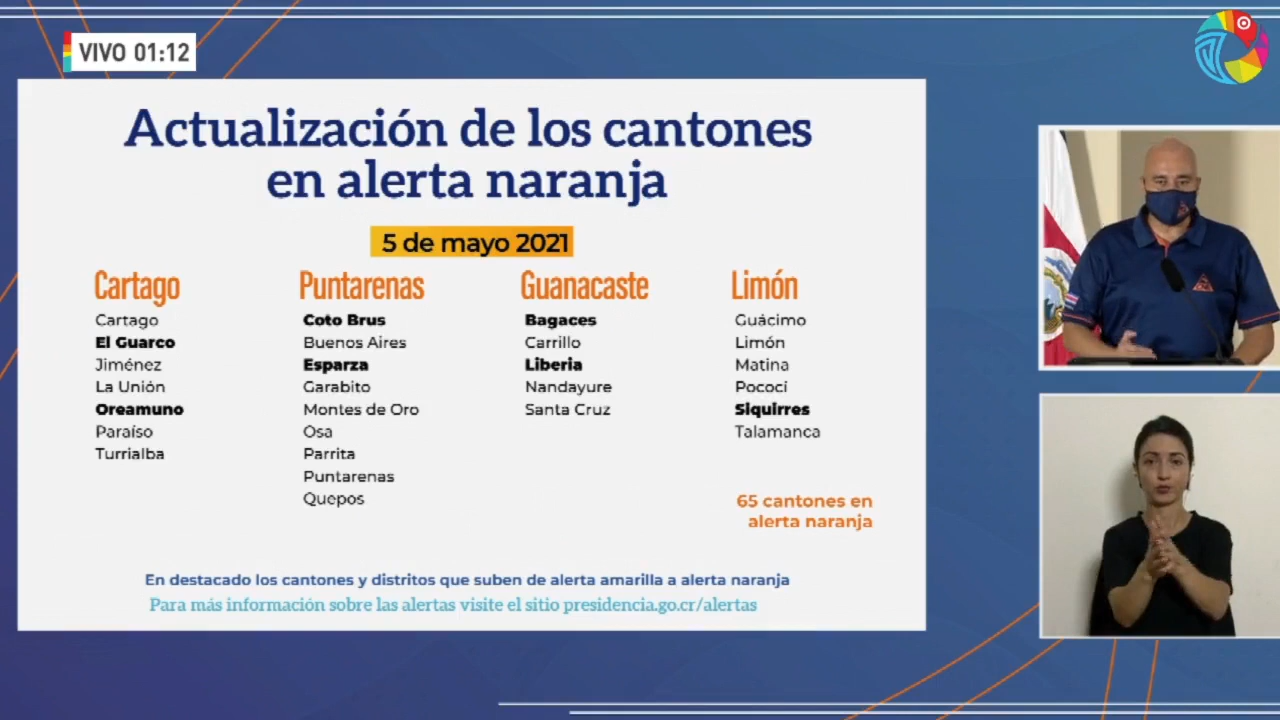 VIVO 01:12
Actualización de los cantones
en alerta naranja
5 de mayo 2021
Cartago
Cartago
El Guarco
Jiménez
La Unión
Oreamuno
Paraíso
Turrialba
Puntarenas
Coto Brus
Buenos Aires
Esparza
Garabito
Montes de Oro
Osa
Parrita
Puntarenas
Quepos
Guanacaste
Bagaces
Carrillo
Liberia
Nandayure
Santa Cruz
Limón
Guácimo
Limón
Matina
Pococí
Siquirres
Talamanca
65 cantones en
alerta naranja
En destacado los cantones y distritos que suben de alerta amarilla a alerta naranja
Para más información sobre las alertas visite el sitio presidencia.go.cr/alertas